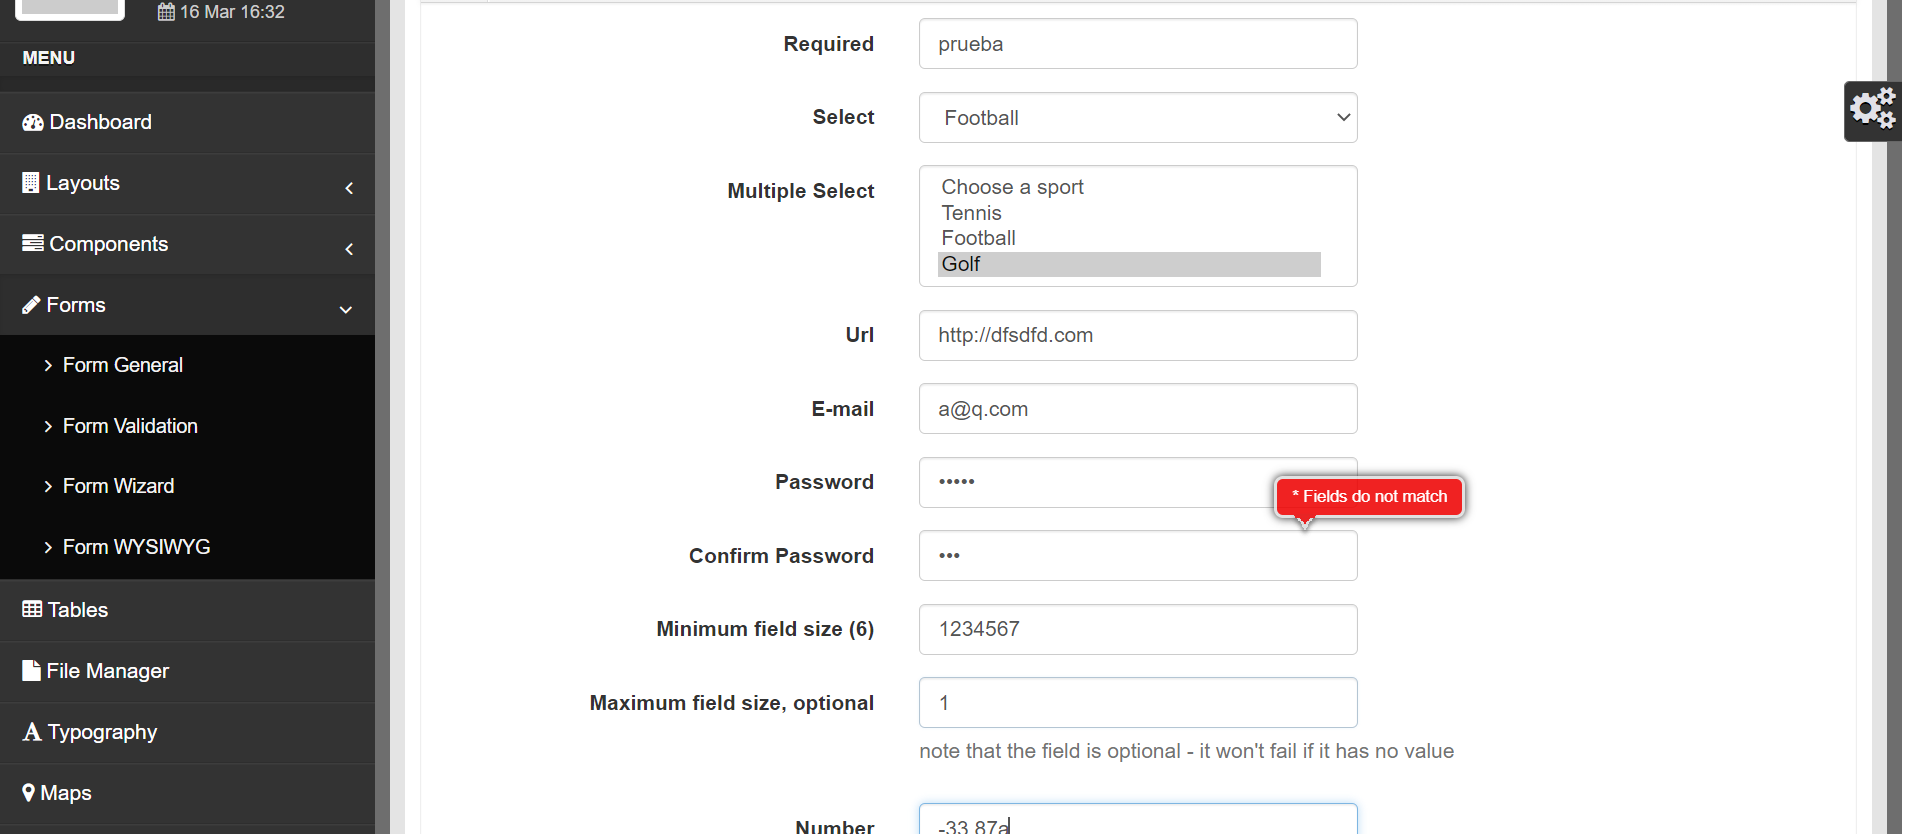 16 Mar 16:32
MENU
Dashboard
Layouts
Components
Forms
Form General
Form Validation
Form Wizard
Form WYSIWYG
Tables
File Manager
Typography
Maps
Required
prueba
Select
Football
Multiple Select
Choose a sport
Tennis
Football
Golf
Url
http://dfsdfd.com
E-mail
a@q.com
Password
•••••
* Fields do not match
Confirm Password
•••
Minimum field size (6)
1234567
Maximum field size, optional
1
note that the field is optional - it won't fail if it has no value
Number
-33.87a